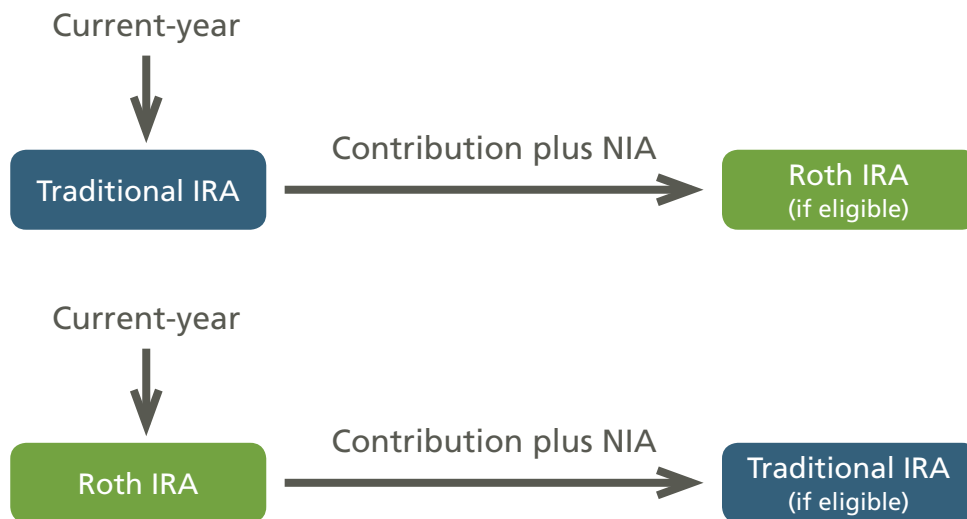 Current-year
Contribution plus NIA
Traditional IRA
Roth IRA
(if eligible)
Current-year
Contribution plus NIA
Roth IRA
Traditional IRA
(if eligible)